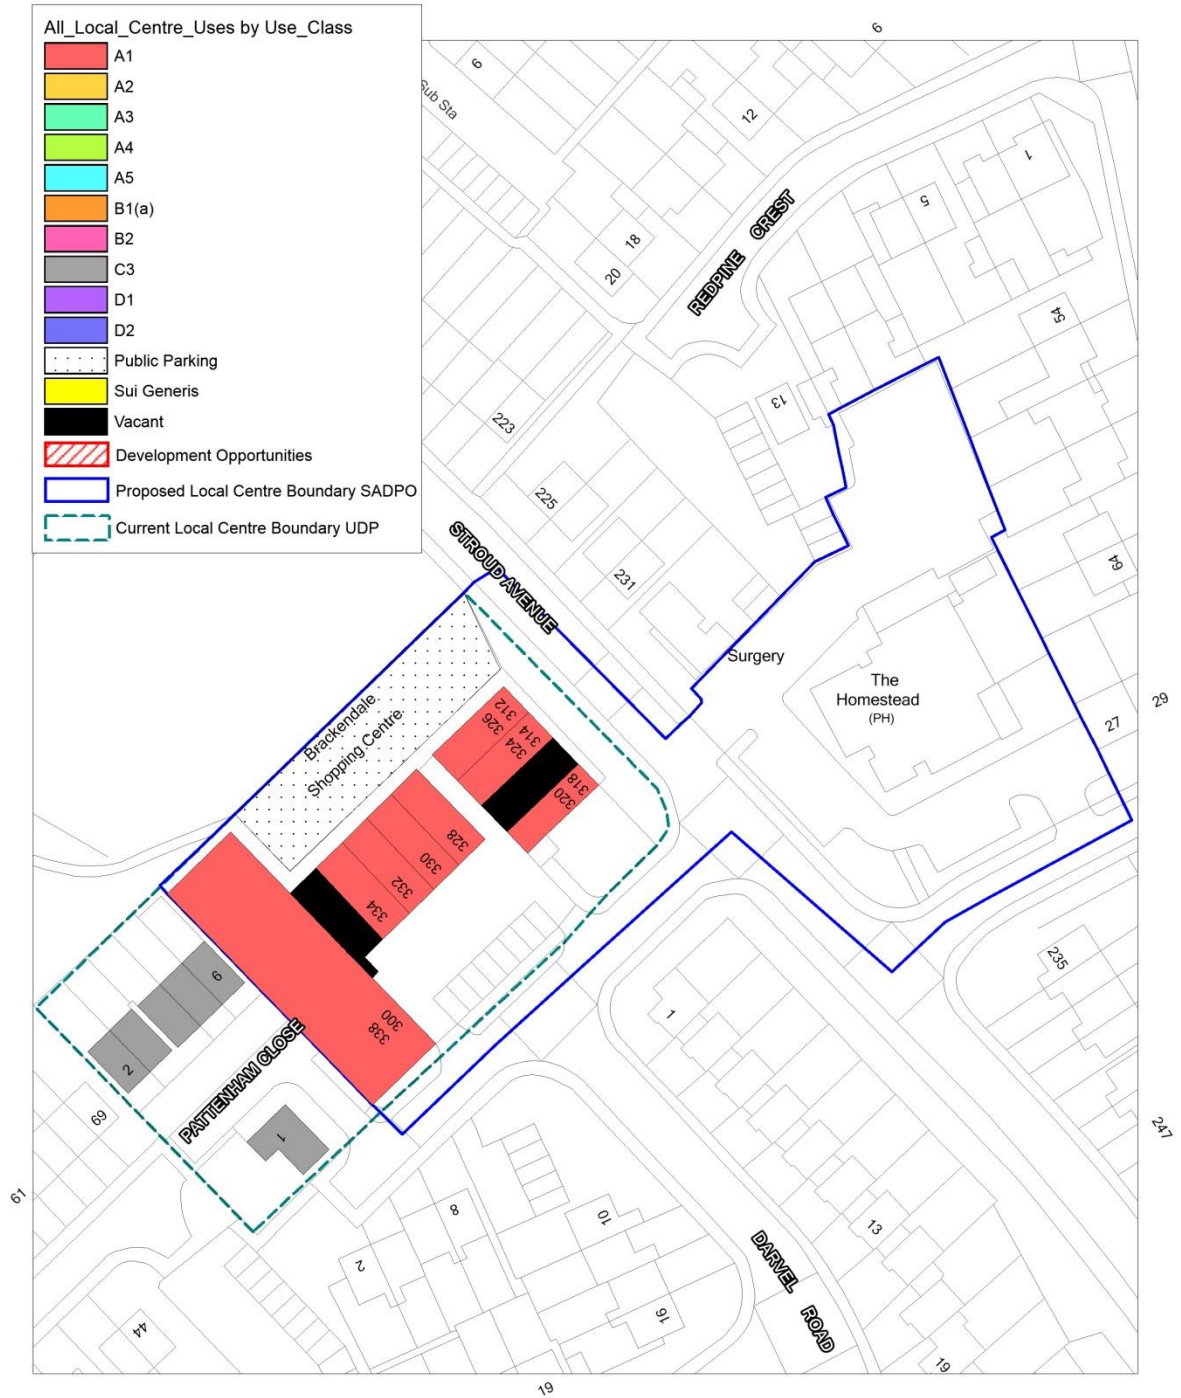 All_Local_Centre_Uses by Use_Class
A1
A2
A3
A4
A5
B1(a)
B2
C3
D1
D2
Public Parking
Sui Generis
Vacant
Development Opportunities
Proposed Local Centre Boundary SADPO
Current Local Centre Boundary UDP
6
6
Sub Sta
12
1
5
18
20
REDPINE CREST
54
13
223
225
STROUD AVENUE
231
64
Surgery
The
Homestead
(PH)
27
29
Brackendale
Shopping Centre
312
326
314
324
318
320
328
330
332
334
300
338
9
2
PATTENHAM CLOSE
69
1
61
235
1
247
8
10
2
13
DARVEL ROAD
16
44
19
19